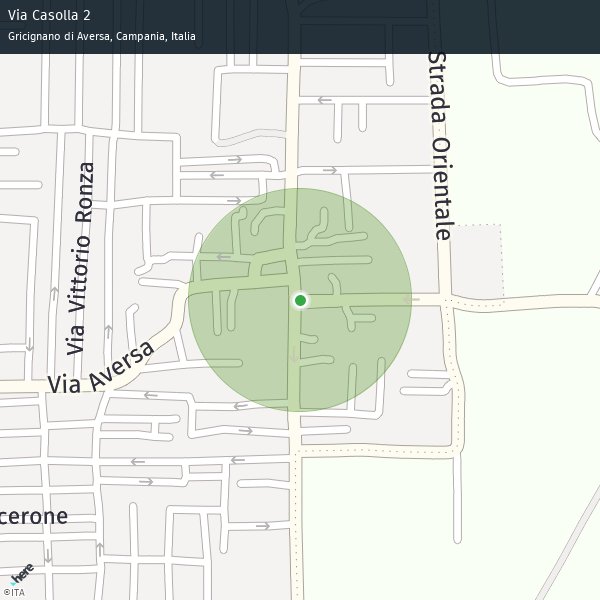 Via Casolla 2
Gricignano di Aversa, Campania, Italia
Strada Orientale
Via Vittorio Ronza
Via Aversa
cerone
here
©ITA